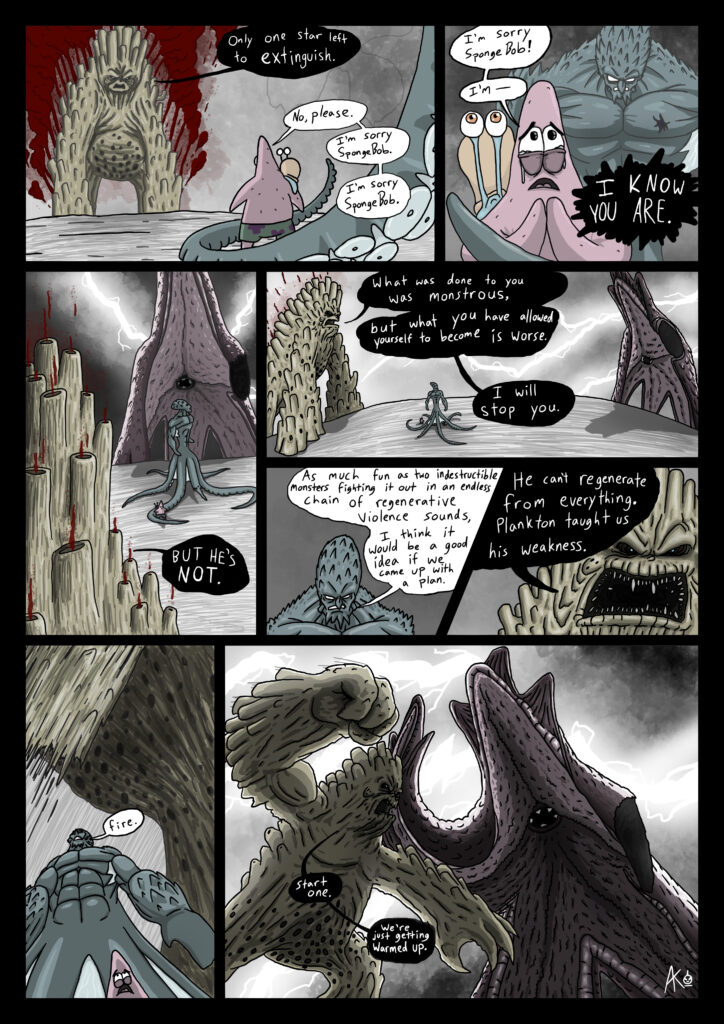 Only one star left
to extinguish.
No, please.
I'm sorry
SpongeBob.
I'm sorry
SpongeBob.
I'm sorry
SpongeBob!
I'm —
I KNOW
YOU ARE.
BUT HE'S
NOT.
What was done to you
was monstrous,
but what you have allowed
yourself to become is worse.
I will
stop you.
As much fun as two indestructible
monsters fighting it out in an endless
chain of regenerative
violence sounds,
I think it
would be a good
idea if we
came up with
a plan.
He can't regenerate
from everything.
Plankton taught us
his weakness.
fire.
start
one.
We're
just getting
warmed up.
AK